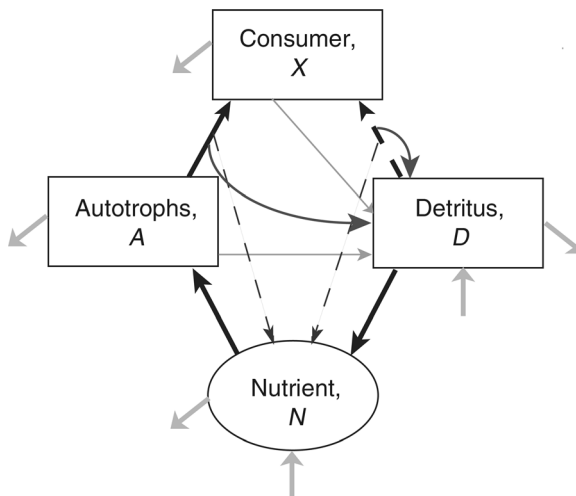 Consumer,
X
Autotrophs,
A
Detritus,
D
Nutrient,
N